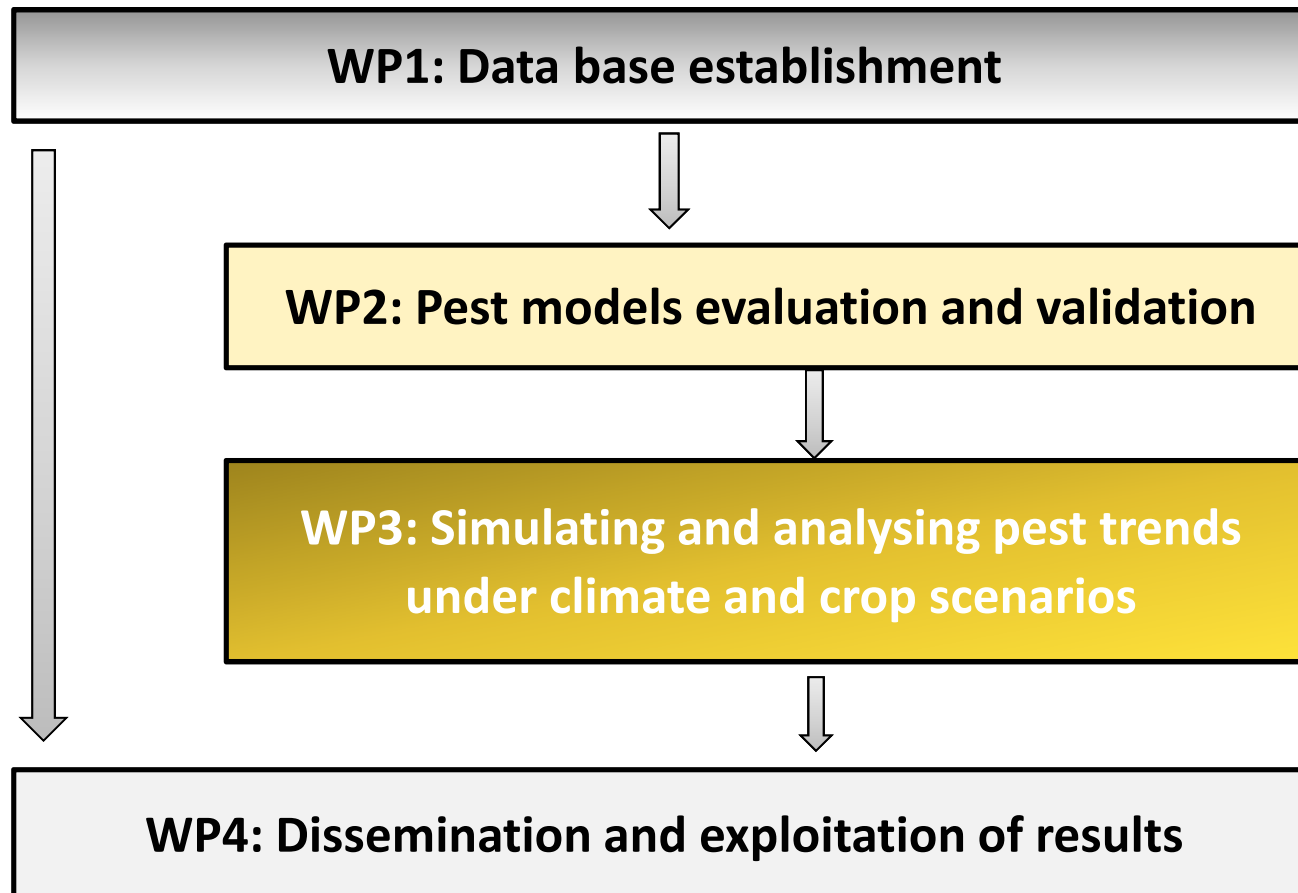 WP1: Data base establishment
WP2: Pest models evaluation and validation
WP3: Simulating and analysing pest trends
under climate and crop scenarios
WP4: Dissemination and exploitation of results